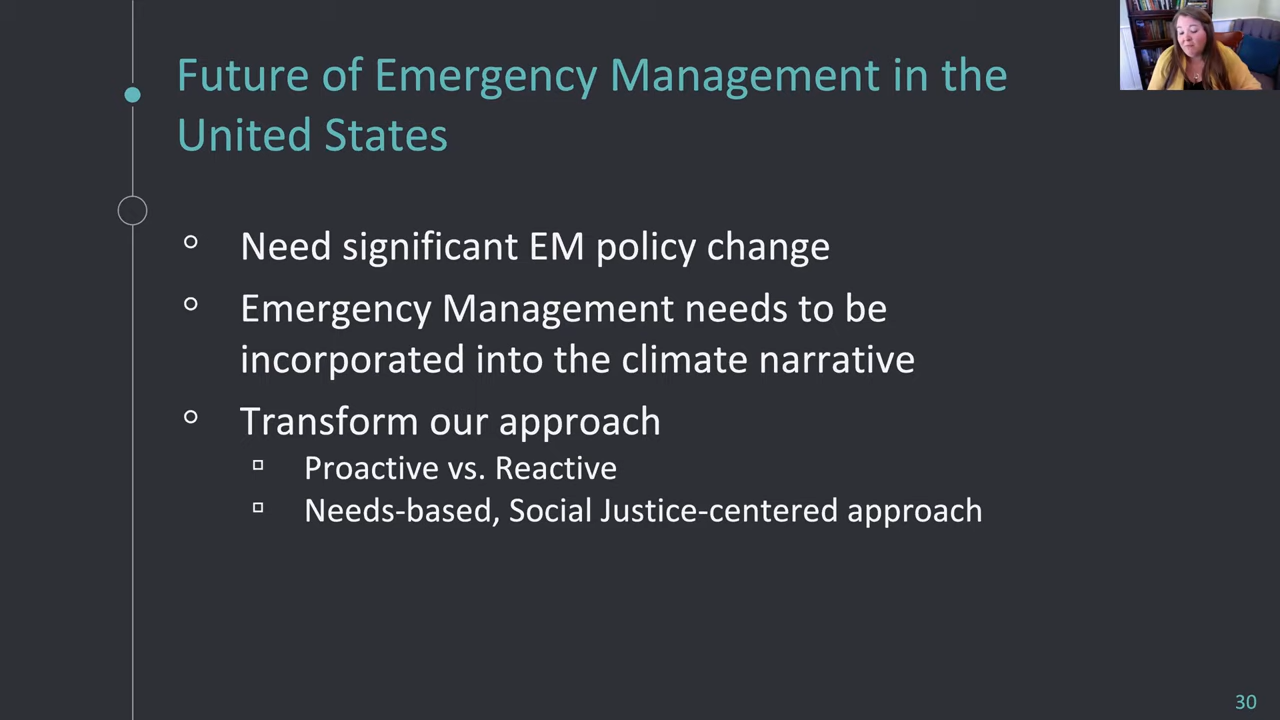 Future of Emergency Management in the
United States
Need significant EM policy change
Emergency Management needs to be
incorporated into the climate narrative
Transform our approach
Proactive vs. Reactive
Needs-based, Social Justice-centered approach
30